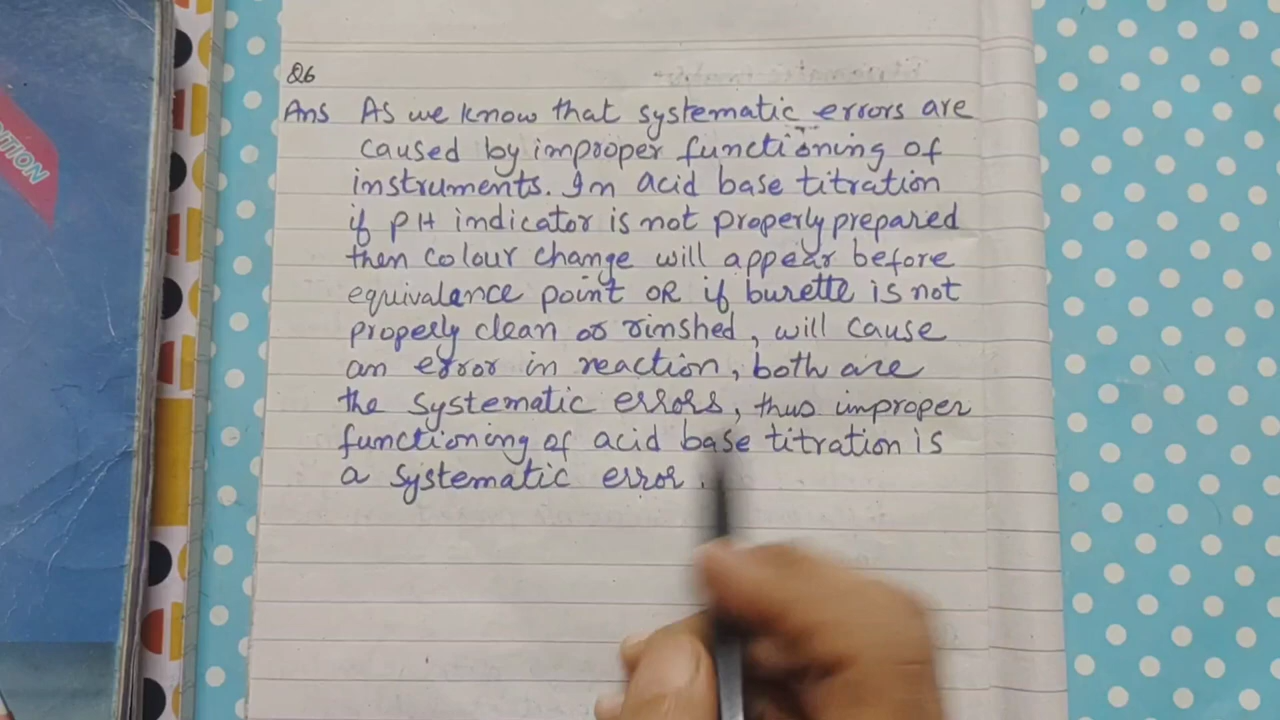 ITION
Q6
Ans As we know that systematic errors are
caused by improper functioning of
instruments. In acid base titration
if PH indicator is not properly prepared
then colour change will appear before
equivalance point OR if burette is not
properly clean or rinshed, will cause
an error in reaction, both are
the systematic errors, thus improper
functioning of acid base titration is
a systematic error.